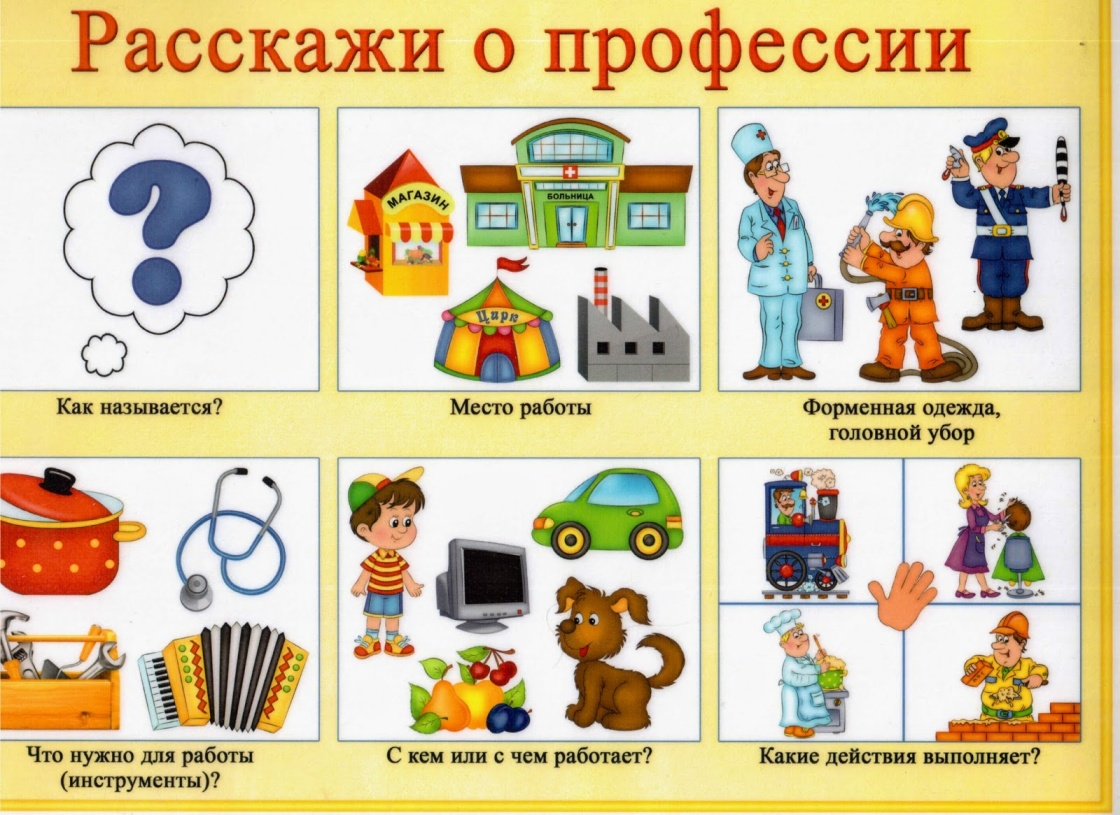 Расскажи о профессии
МАГАЗИН
БОЛЬНИЦА
Цирк
Как называется?
Место работы
Форменная одежда,
головной убор
Что нужно для работы
(инструменты)?
С кем или с чем работает?
Какие действия выполняет?